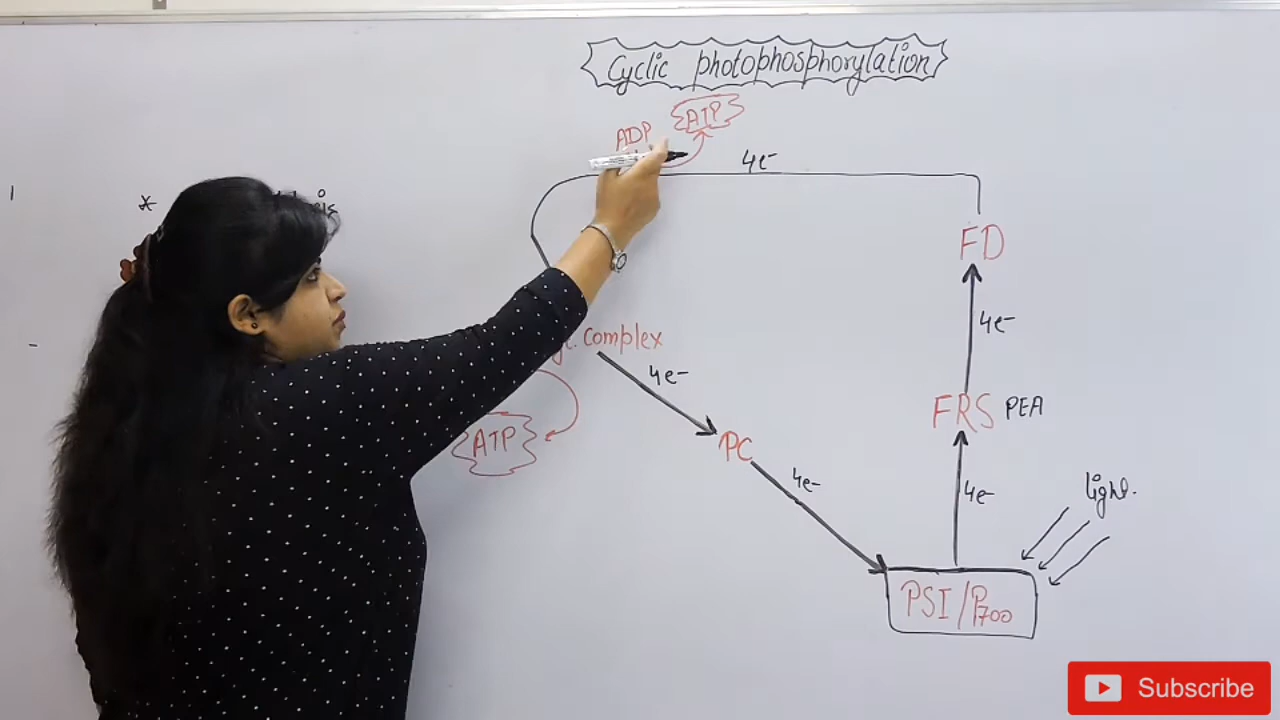 Cyclic photophosphorylation
ATP
ADP
4e-
*
FD
4e-
Complex
4e-
FRS PEA
PC
ATP
4e-
4e-
light.
PSI/P700
Subscribe